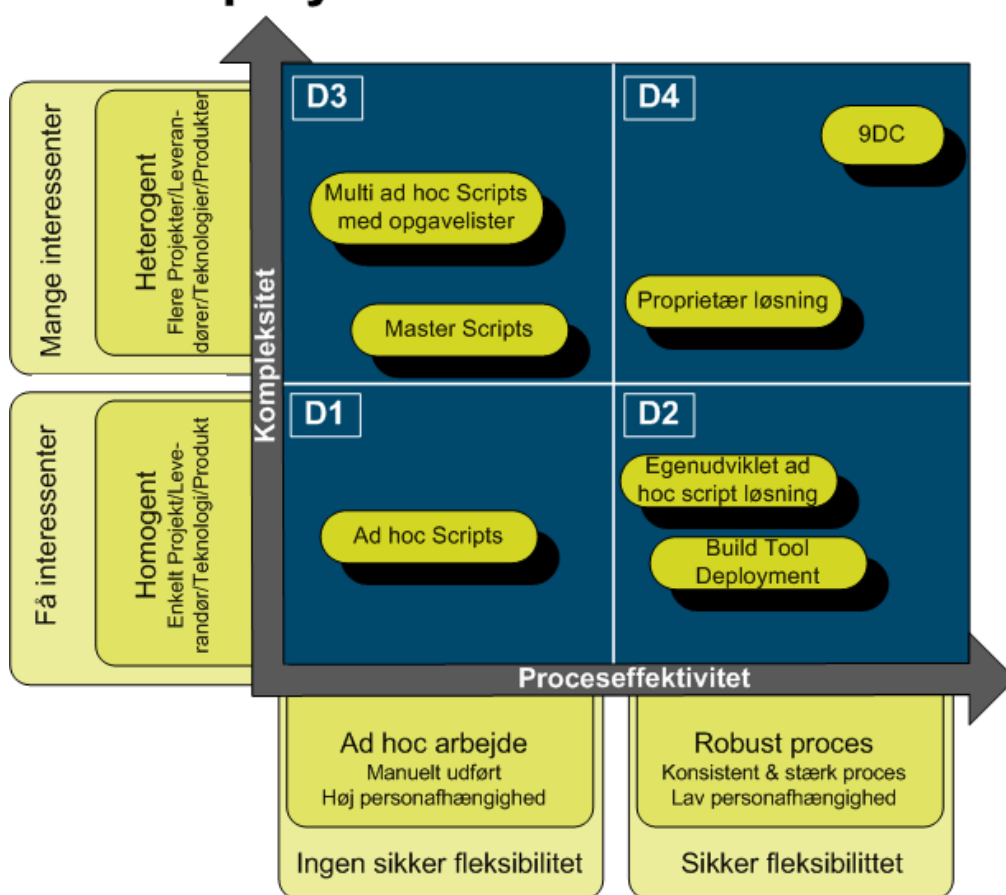 D3
D4
9DC
Multi ad hoc Scripts
med opgavelister
Proprietær løsning
Master Scripts
D1
D2
Egenudviklet ad
hoc script løsning
Ad hoc Scripts
Build Tool
Deployment
Mange interessenter
Heterogent
Flere Projekter/Leveran-
dører/Teknologier/Produkter
Få interessenter
Homogent
Enkelt Projekt/Leve-
randør/Teknologi/Produkt
Kompleksitet
Proceseffektivitet
Ad hoc arbejde
Manuelt udført
Høj personafhængighed
Ingen sikker fleksibilitet
Robust proces
Konsistent & stærk proces
Lav personafhængighed
Sikker fleksibilittet